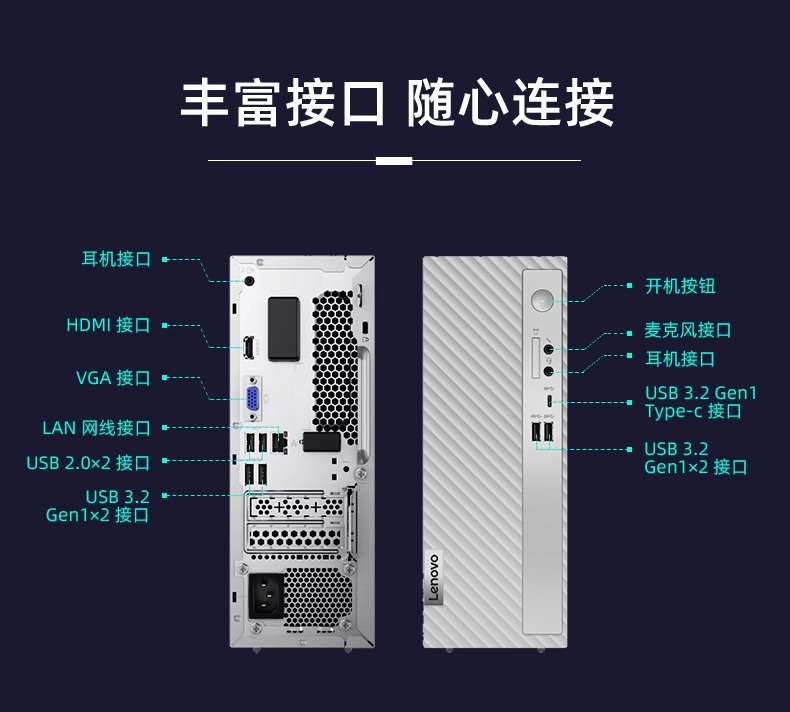 丰富接口 随心连接
耳机接口
HDMI 接口
VGA 接口
LAN 网线接口
USB 2.0×2 接口
USB 3.2
Gen1×2 接口
开机按钮
麦克风接口
耳机接口
USB 3.2 Gen1
Type-c 接口
USB 3.2
Gen1×2 接口
Lenovo